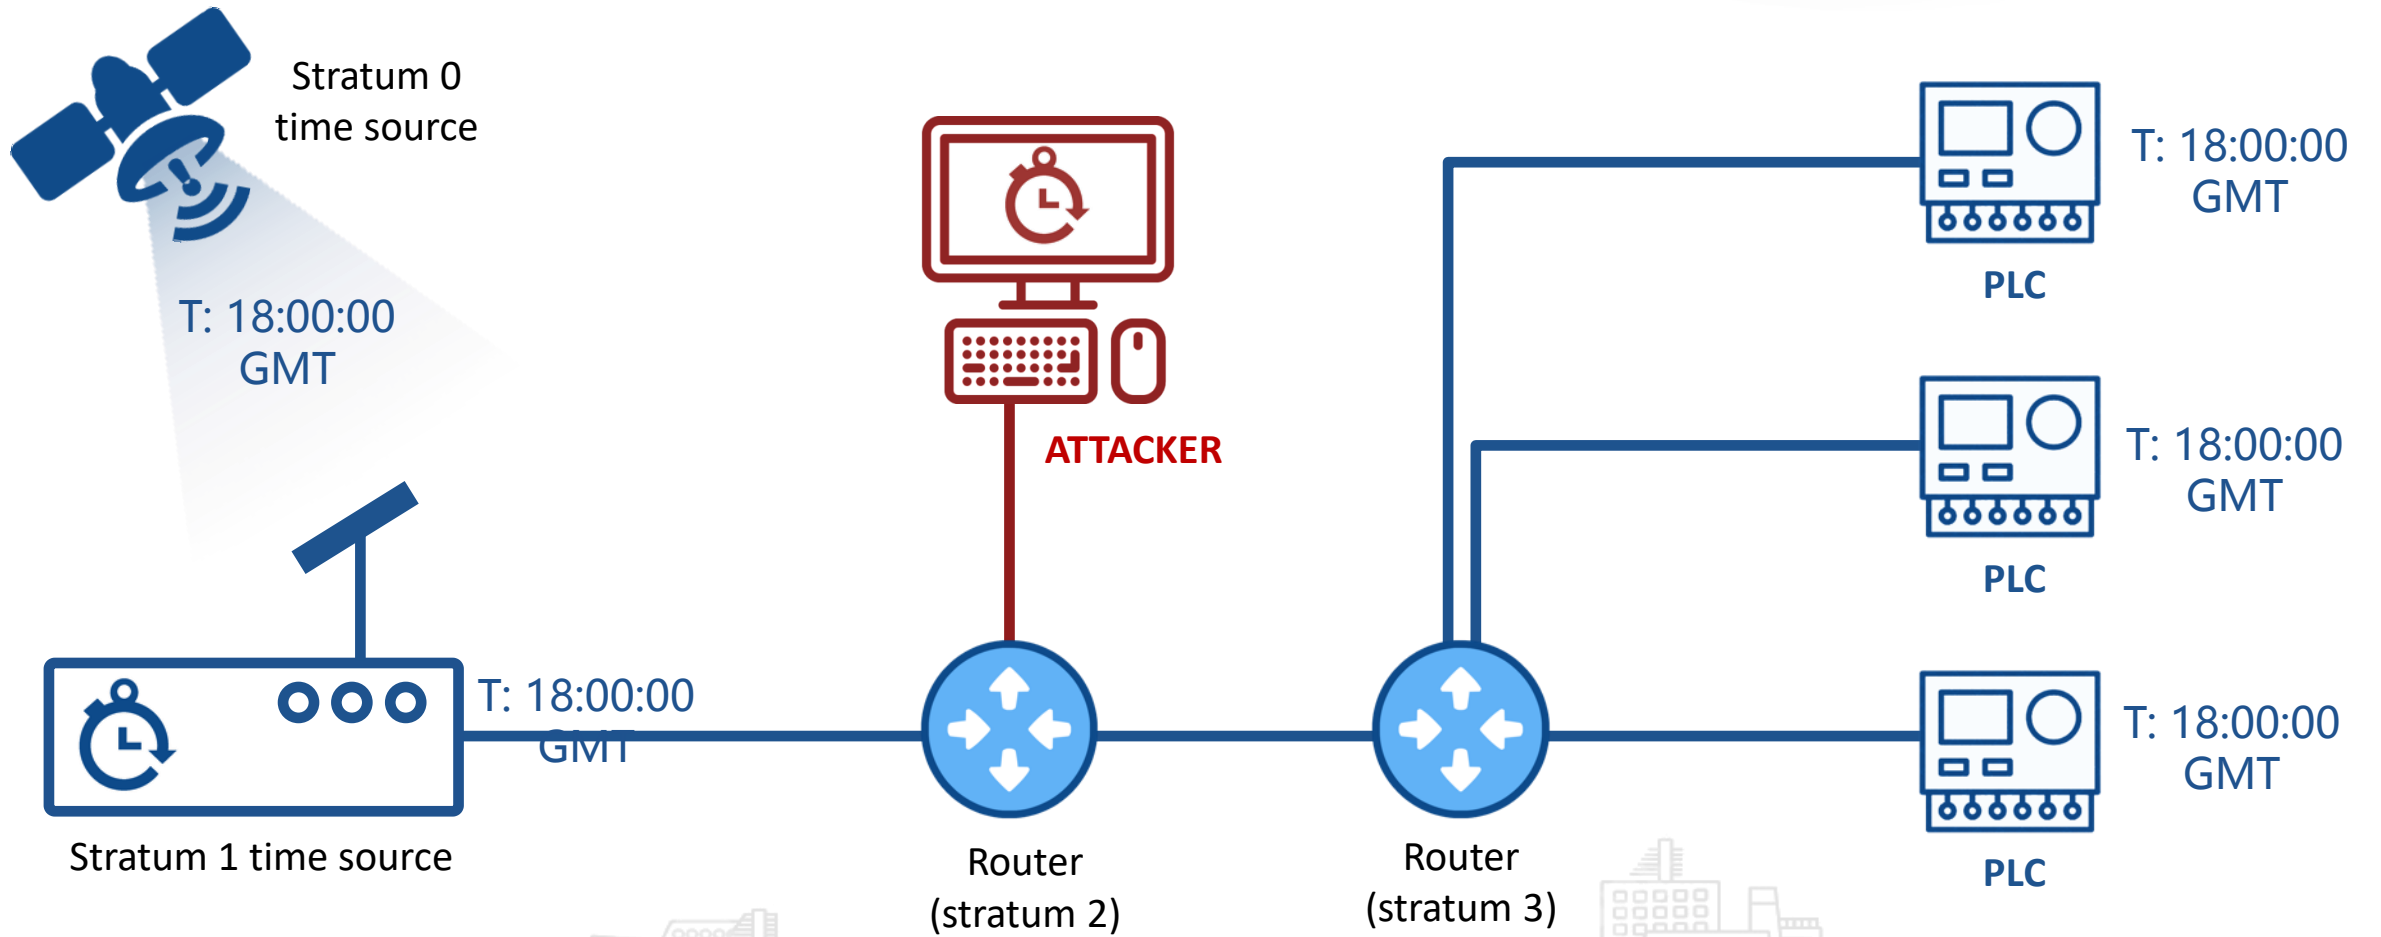 Stratum 0
time source
T: 18:00:00
GMT
T: 18:00:00
GMT
Stratum 1 time source
ATTACKER
Router
(stratum 2)
Router
(stratum 3)
T: 18:00:00
GMT
PLC
T: 18:00:00
GMT
PLC
T: 18:00:00
GMT
PLC